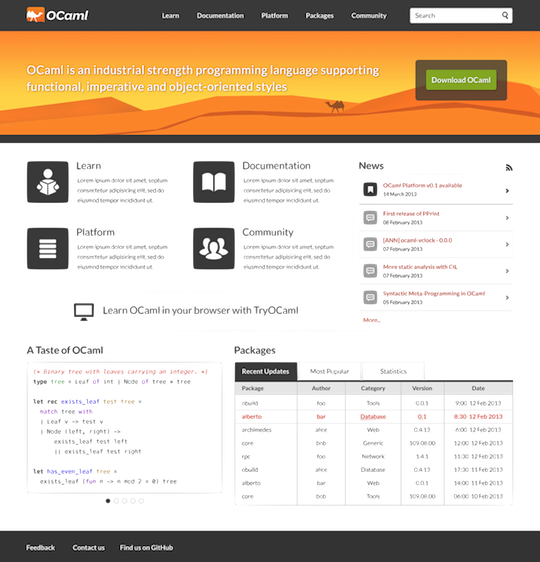 OCaml
Learn Documentation Platform Packages Community Search
OCaml is an industrial strength programming language supporting
functional, imperative and object-oriented styles
Download OCaml
Learn
Lorem ipsum dolor sit amet, septum
consectetur adipisicing elit, sed do
eiusmod tempor incididunt ut.
Documentation
Lorem ipsum dolor sit amet, septum
consectetur adipisicing elit, sed do
eiusmod tempor incididunt ut.
Platform
Lorem ipsum dolor sit amet, septum
consectetur adipisicing elit, sed do
eiusmod tempor incididunt ut.
Community
Lorem ipsum dolor sit amet, septum
consectetur adipisicing elit, sed do
eiusmod tempor incididunt ut.
Learn OCaml in your browser with TryOCaml
News
OCaml Platform v0.1 available
14 March 2013
First release of PPrint
08 February 2013
[ANN] ocaml-vclock - 0.0.0
07 February 2013
More static analysis with CIL
07 February 2013
Syntactic Meta-Programming in OCaml
05 February 2013
More...
A Taste of OCaml
(* Binary tree with leaves carrying an integer. *)
type tree = Leaf of int | Node of tree * tree
let rec exists_leaf test tree =
match tree with
| Leaf v -> test v
| Node (left, right) ->
exists_leaf test left
|| exists_leaf test right
let has_even_leaf tree =
exists_leaf (fun n -> n mod 2 = 0) tree
Packages
Recent Updates Most Popular Statistics
Package Author Category Version Date
nbuild foo Tools 0.0.1 9:00 12 Feb 2013
alberto bar Database 0.1 8:30 12 Feb 2013
archimedes alice Web 0.4.13 6:00 12 Feb 2013
core bnb Generic 109.08.00 12:00 12 Feb 2013
rpc foo Network 1.4.1 11:30 12 Feb 2013
obuild alice Database 0.4.13 17:30 11 Feb 2013
alberto bar Web 0.0.1 14:00 11 Feb 2013
core bob Tools 109.08.00 06:00 10 Feb 2013
Feedback Contact us Find us on GitHub